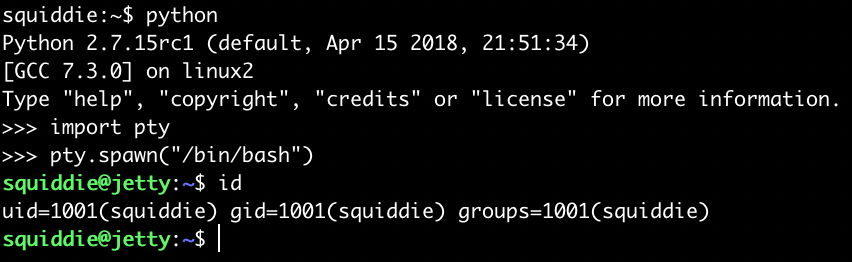 squiddie:~$ python
Python 2.7.15rc1 (default, Apr 15 2018, 21:51:34)
[GCC 7.3.0] on linux2
Type "help", "copyright", "credits" or "license" for more information.
>>> import pty
>>> pty.spawn("/bin/bash")
squiddie@jetty:~$ id
uid=1001(squiddie) gid=1001(squiddie) groups=1001(squiddie)
squiddie@jetty:~$